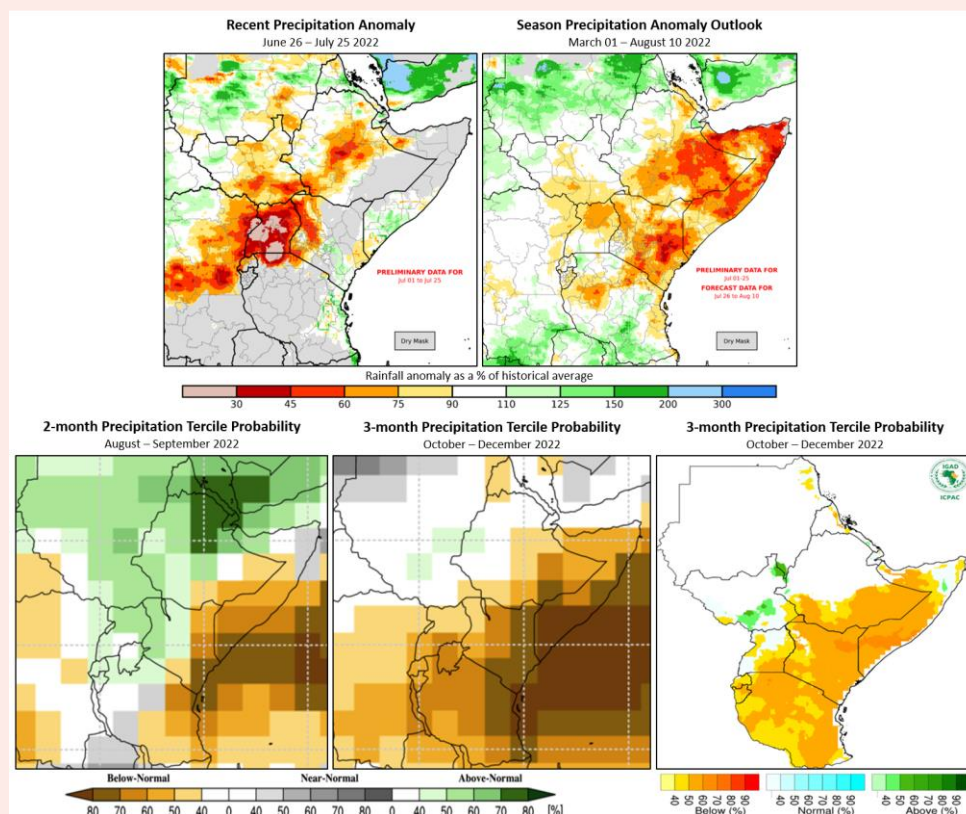 Recent Precipitation Anomaly
June 26 – July 25 2022
PRELIMINARY DATA FOR
Jul 01 to Jul 25
Dry Mask
Season Precipitation Anomaly Outlook
March 01 – August 10 2022
PRELIMINARY DATA FOR
Jul 01-25
FORECAST DATA FOR
Jul 26 to Aug 10
Dry Mask
Rainfall anomaly as a % of historical average
30 45 60 75 90 110 125 150 200 300
2-month Precipitation Tercile Probability
August – September 2022
3-month Precipitation Tercile Probability
October – December 2022
3-month Precipitation Tercile Probability
October – December 2022
IGAD
ICPAC
Below-Normal Near-Normal Above-Normal
80 70 60 50 40 0 40 50 60 70 80 0 40 50 60 70 80 [%]
40 50 60 70 80 90
Below (%)
40 50 60 70 80 90
Normal (%)
40 50 60 70 80 90
Above (%)